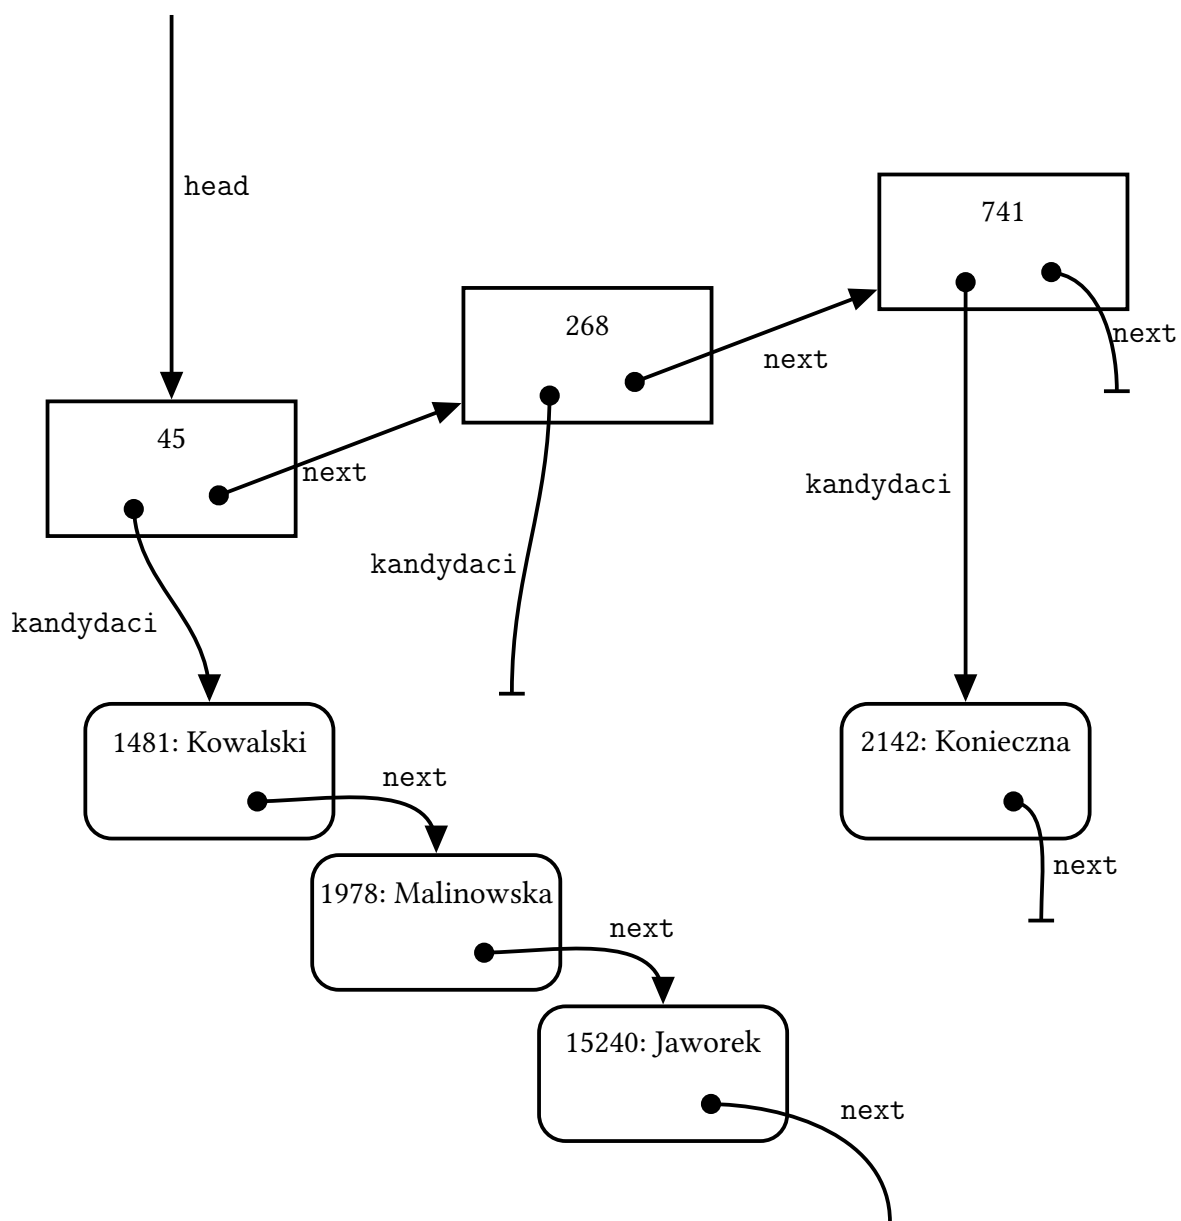 head
741
next
268
next
45
next
kandydaci
kandydaci
kandydaci
1481: Kowalski
2142: Konieczna
next
next
1978: Malinowska
next
15240: Jaworek
next